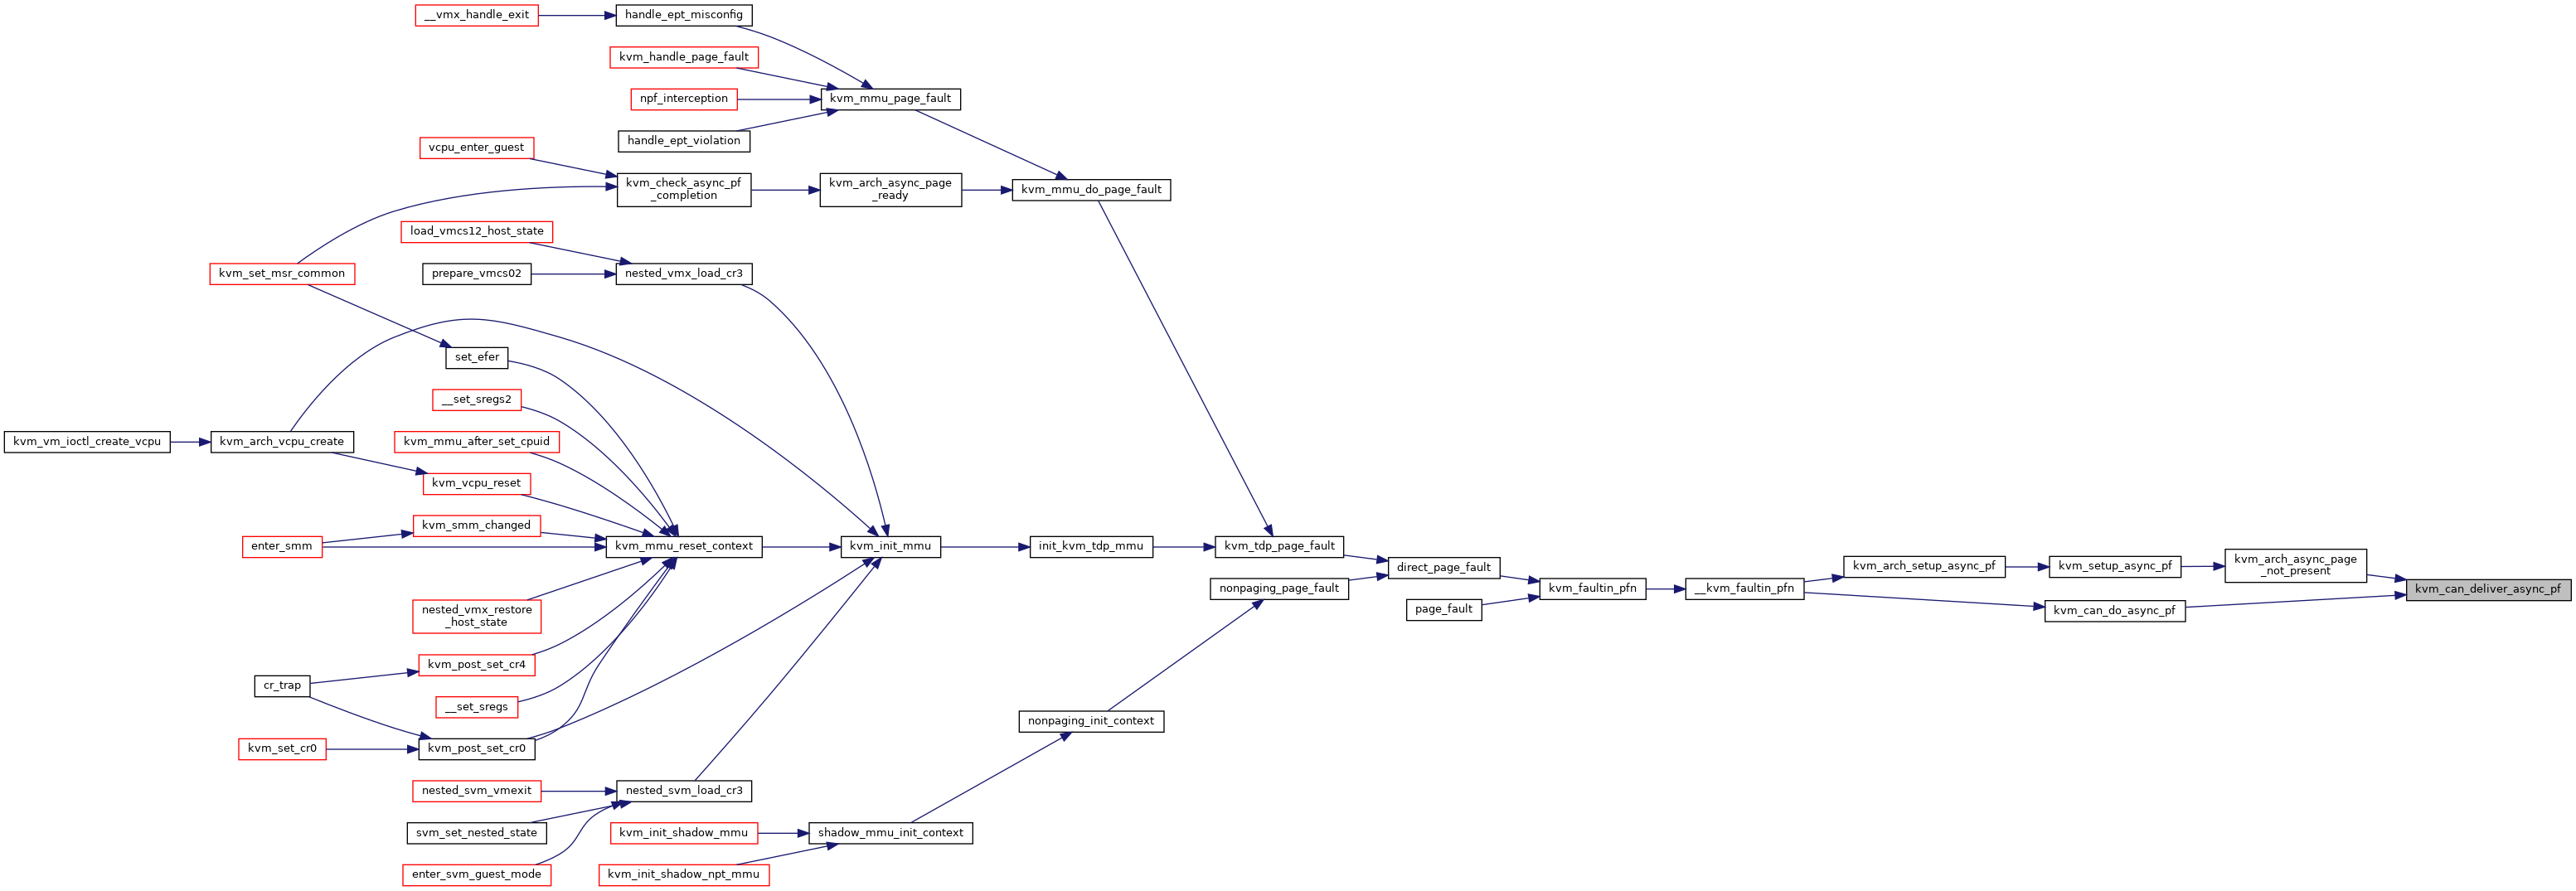 __vmx_handle_exit
handle_ept_misconfig
kvm_handle_page_fault
npf_interception
kvm_mmu_page_fault
handle_ept_violation
vcpu_enter_guest
kvm_check_async_pf
_completion
kvm_arch_async_page
_ready
kvm_mmu_do_page_fault
load_vmcs12_host_state
kvm_set_msr_common
prepare_vmcs02
nested_vmx_load_cr3
set_efer
__set_sregs2
kvm_vm_ioctl_create_vcpu
kvm_arch_vcpu_create
kvm_mmu_after_set_cpuid
kvm_vcpu_reset
kvm_smm_changed
enter_smm
kvm_mmu_reset_context
kvm_init_mmu
init_kvm_tdp_mmu
kvm_tdp_page_fault
direct_page_fault
nonpaging_page_fault
page_fault
kvm_faultin_pfn
__kvm_faultin_pfn
kvm_arch_setup_async_pf
kvm_setup_async_pf
kvm_arch_async_page
_not_present
kvm_can_do_async_pf
kvm_can_deliver_async_pf
nested_vmx_restore
_host_state
kvm_post_set_cr4
cr_trap
__set_sregs
nonpaging_init_context
kvm_set_cr0
kvm_post_set_cr0
nested_svm_vmexit
nested_svm_load_cr3
svm_set_nested_state
kvm_init_shadow_mmu
shadow_mmu_init_context
enter_svm_guest_mode
kvm_init_shadow_npt_mmu